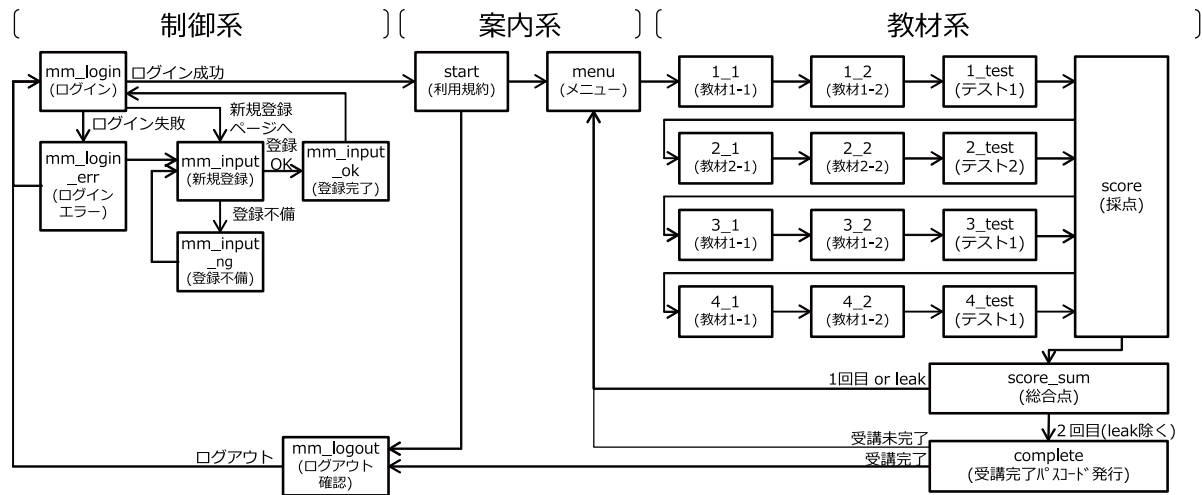 制御系
案内系
教材系
mm_login
(ログイン)
ログイン成功
start
(利用規約)
menu
(メニュー)
1_1
(教材1-1)
1_2
(教材1-2)
1_test
(テスト1)
ログイン失敗
新規登録
ページへ
登録
OK
mm_login
_err
(ログイン
エラー)
mm_input
(新規登録)
mm_input
_ok
(登録完了)
2_1
(教材2-1)
2_2
(教材2-2)
2_test
(テスト2)
score
(採点)
登録不備
mm_input
_ng
(登録不備)
3_1
(教材1-1)
3_2
(教材1-2)
3_test
(テスト1)
4_1
(教材1-1)
4_2
(教材1-2)
4_test
(テスト1)
1回目 or leak
score_sum
(総合点)
2回目(leak除く)
受講未完了
受講完了
complete
(受講完了パスコード発行)
ログアウト
mm_logout
(ログアウト
確認)